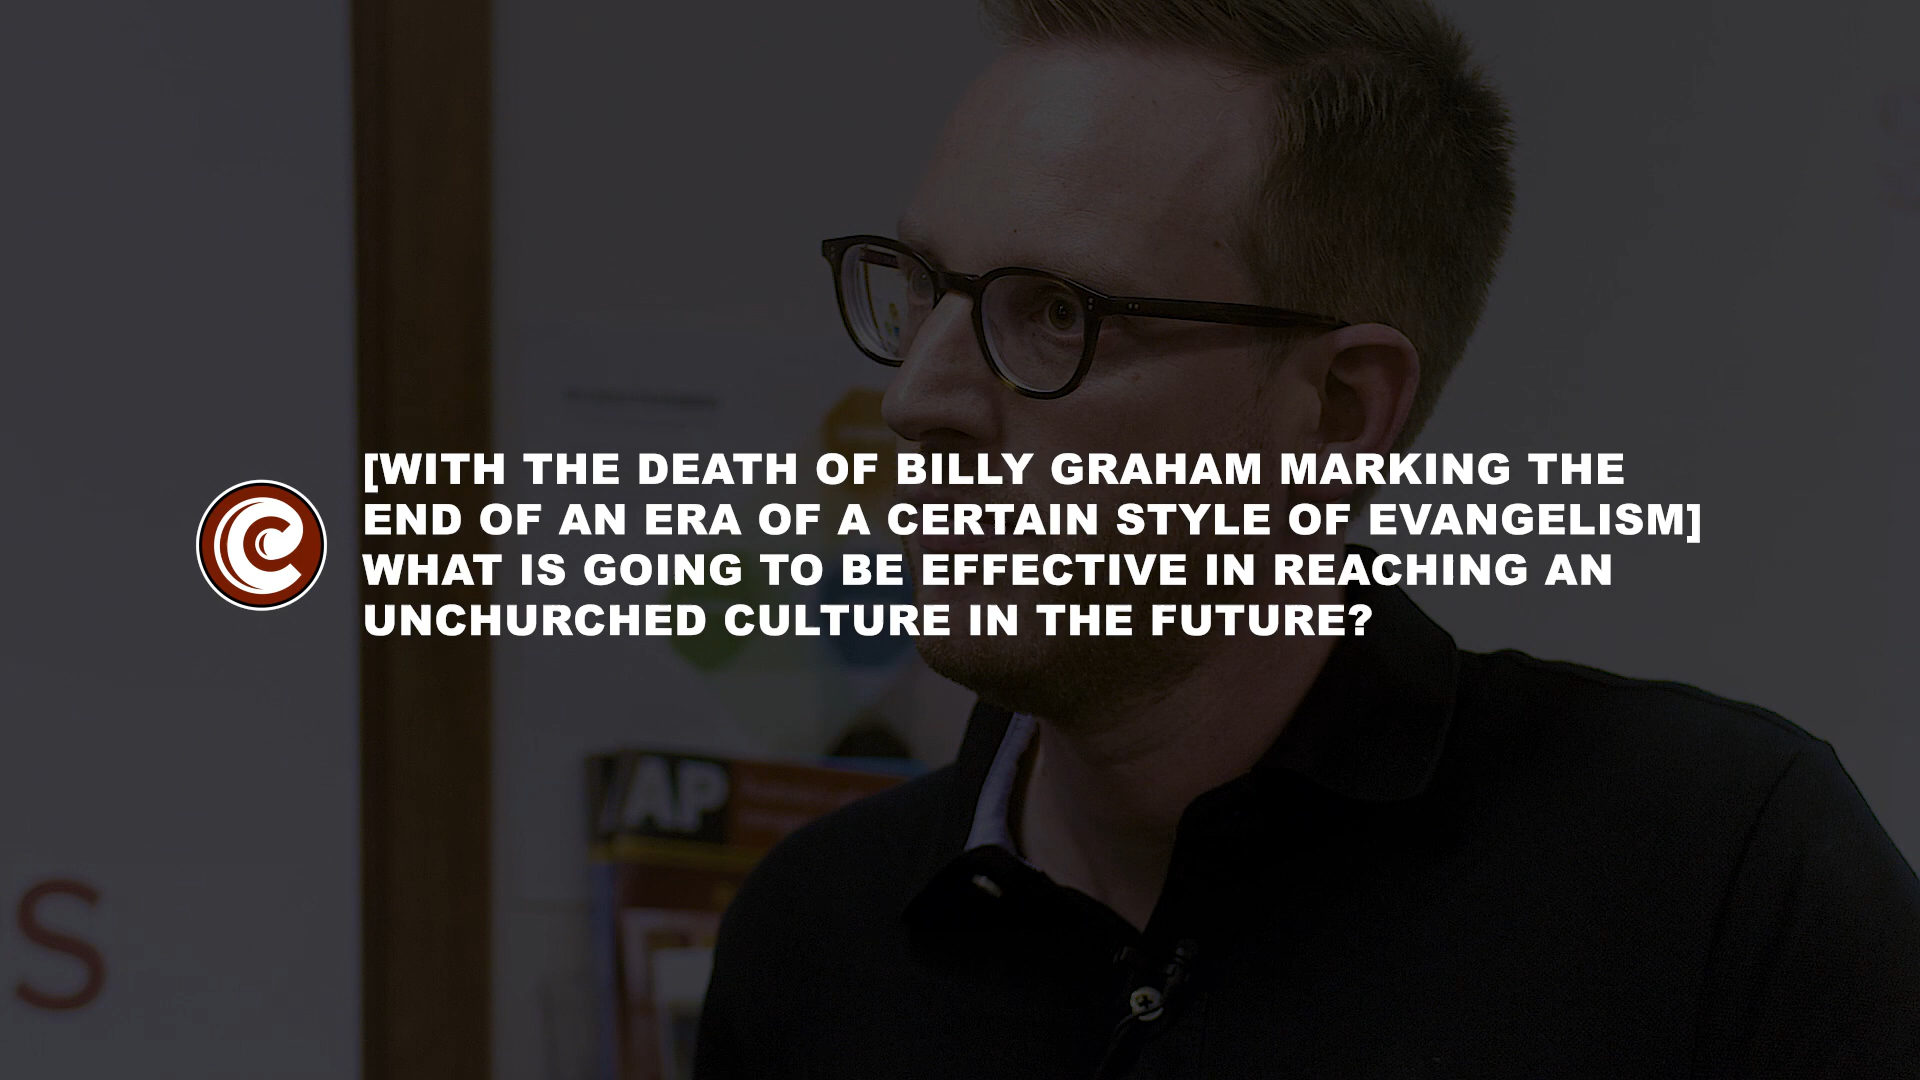 [WITH THE DEATH OF BILLY GRAHAM MARKING THE
END OF AN ERA OF A CERTAIN STYLE OF EVANGELISM]
WHAT IS GOING TO BE EFFECTIVE IN REACHING AN
UNCHURCHED CULTURE IN THE FUTURE?
AP
S